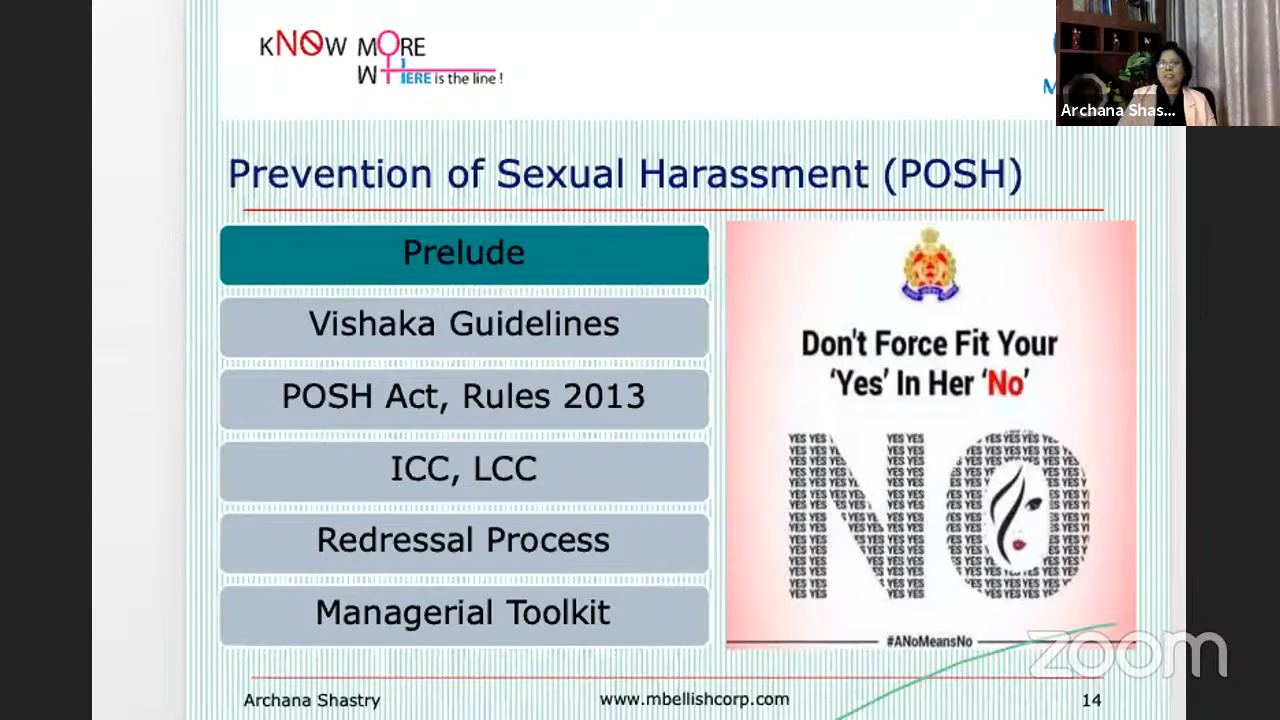 KNOW MORE
WHERE is the line !
M
Archana Shas...
Prevention of Sexual Harassment (POSH)
Prelude
Vishaka Guidelines
POSH Act, Rules 2013
ICC, LCC
Redressal Process
Managerial Toolkit
Don't Force Fit Your
'Yes' In Her 'No'
NO
#ANoMeansNo
zoom
Archana Shastry
www.mbellishcorp.com
14